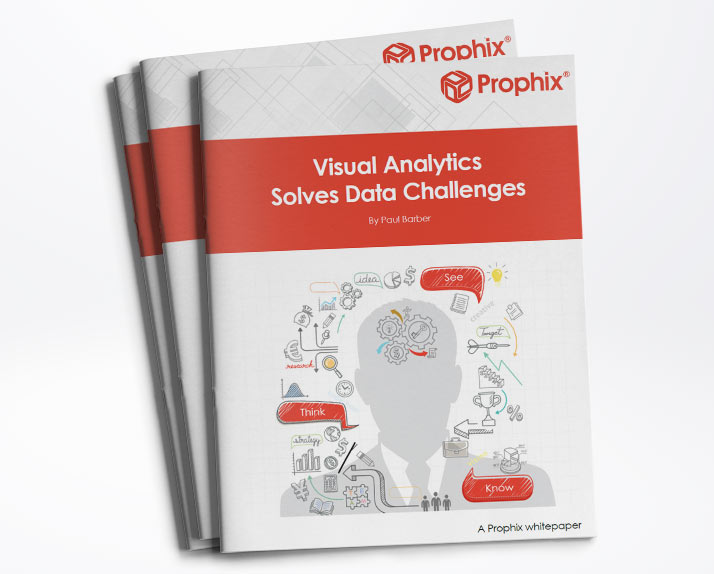 Prophix®
Prophix®
Visual Analytics
Solves Data Challenges
By Paul Barber
idea
See
creative
target
research
Think
strategy
Know
A Prophix whitepaper